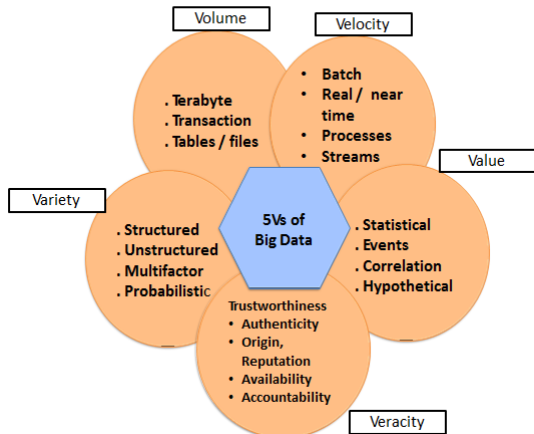 Volume
Velocity
. Terabyte
. Transaction
. Tables / files
• Batch
• Real / near
time
• Processes
• Streams
Value
Variety
. Structured
. Unstructured
. Multifactor
. Probabilistic
5Vs of
Big Data
. Statistical
. Events
. Correlation
. Hypothetical
Trustworthiness
• Authenticity
• Origin,
Reputation
• Availability
• Accountability
Veracity